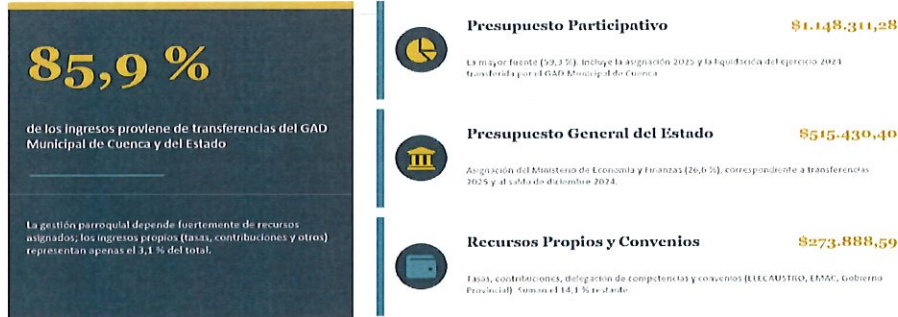 85,9 %
de los ingresos proviene de transferencias del GAD
Municipal de Cuenca y del Estado
La gestión parroquial depende fuertemente de recursos
asignados; los ingresos propios (tasas, contribuciones y otros)
representan apenas el 3,1 % del total.
Presupuesto Participativo
$1.148.311,28
La mayor fuente (59,3 %). Incluye la asignación 2025 y la liquidación del ejercicio 2024
transferida por el GAD Municipal de Cuenca
Presupuesto General del Estado
$515.430,40
Asignación del Ministerio de Economía y Finanzas (26,6 %), correspondiente a transferencias
2025 y al saldo de diciembre 2024.
Recursos Propios y Convenios
$273.888,59
Tasas, contribuciones, delegación de competencias y convenios (ELECAUSTRO, EMAC, Gobierno
Provincial). Suman el 14,1 % restante.